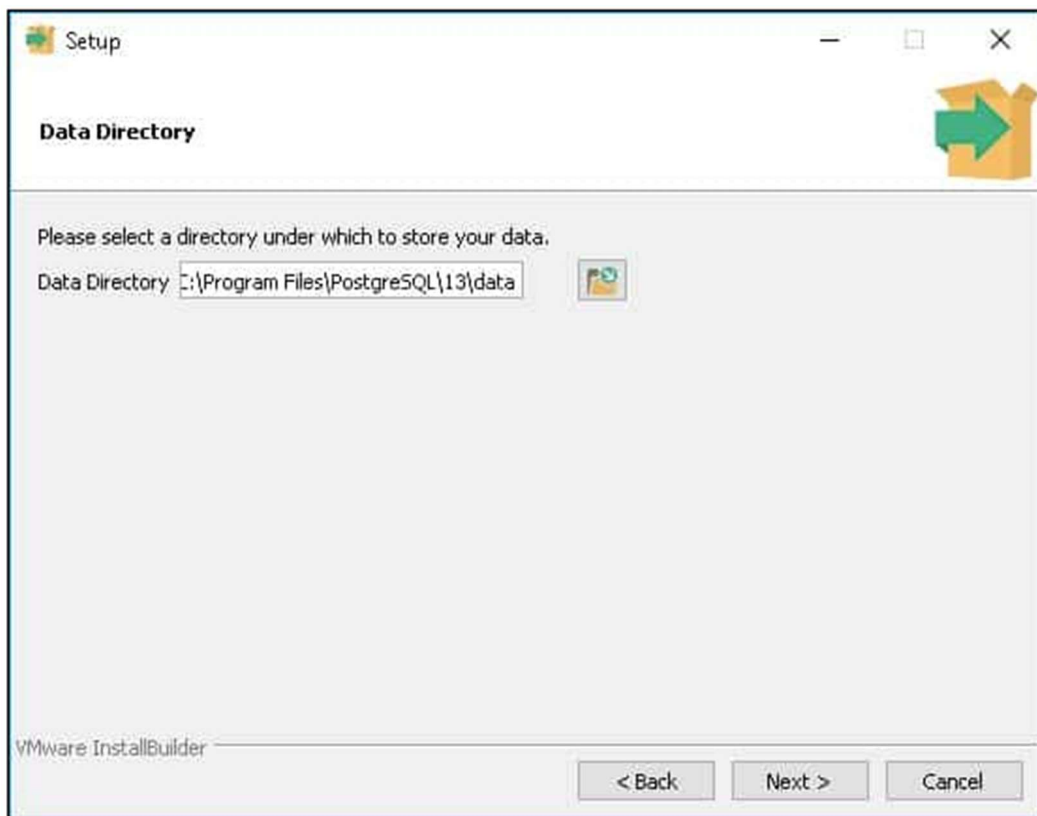 Setup
Data Directory
Please select a directory under which to store your data.
Data Directory :\Program Files\PostgreSQL\13\data
VMware InstallBuilder
< Back Next > Cancel